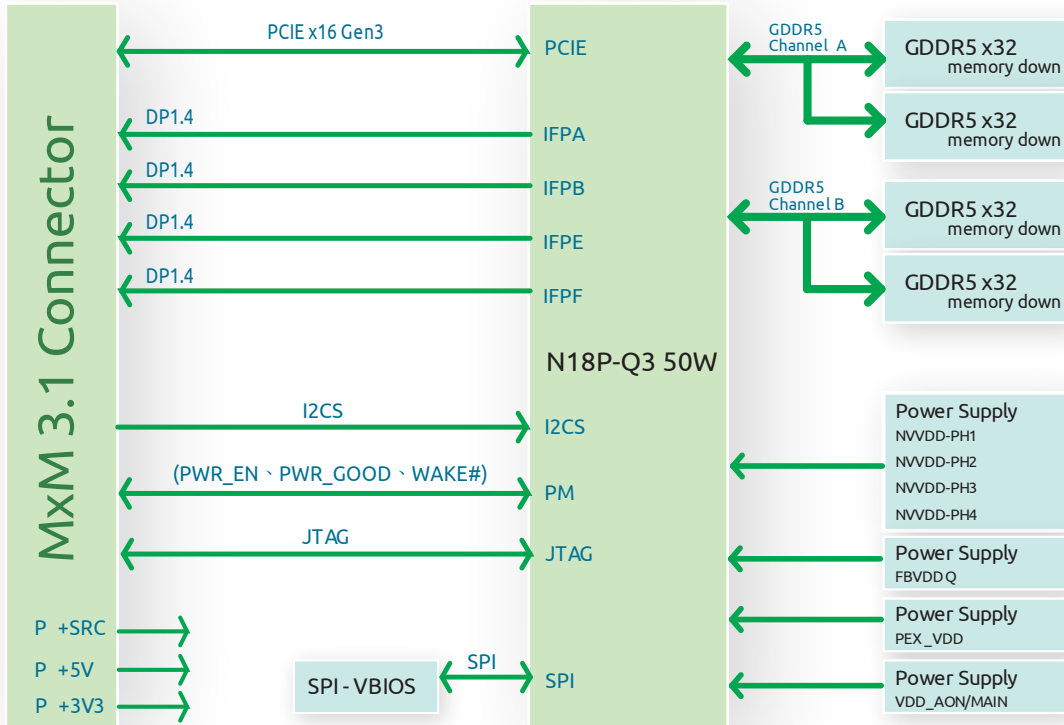 MxM 3.1 Connector
PCIE x16 Gen3
DP1.4
DP1.4
DP1.4
DP1.4
I2CS
(PWR_EN、PWR_GOOD、WAKE#)
JTAG
P +SRC
P +5V
P +3V3
SPI - VBIOS
SPI
PCIE
IFPA
IFPB
IFPE
IFPF
N18P-Q3 50W
I2CS
PM
JTAG
SPI
GDDR5
Channel A
GDDR5 x32
memory down
GDDR5 x32
memory down
GDDR5
Channel B
GDDR5 x32
memory down
GDDR5 x32
memory down
Power Supply
NVVDD-PH1
NVVDD-PH2
NVVDD-PH3
NVVDD-PH4
Power Supply
FBVDDQ
Power Supply
PEX_VDD
Power Supply
VDD_AON/MAIN